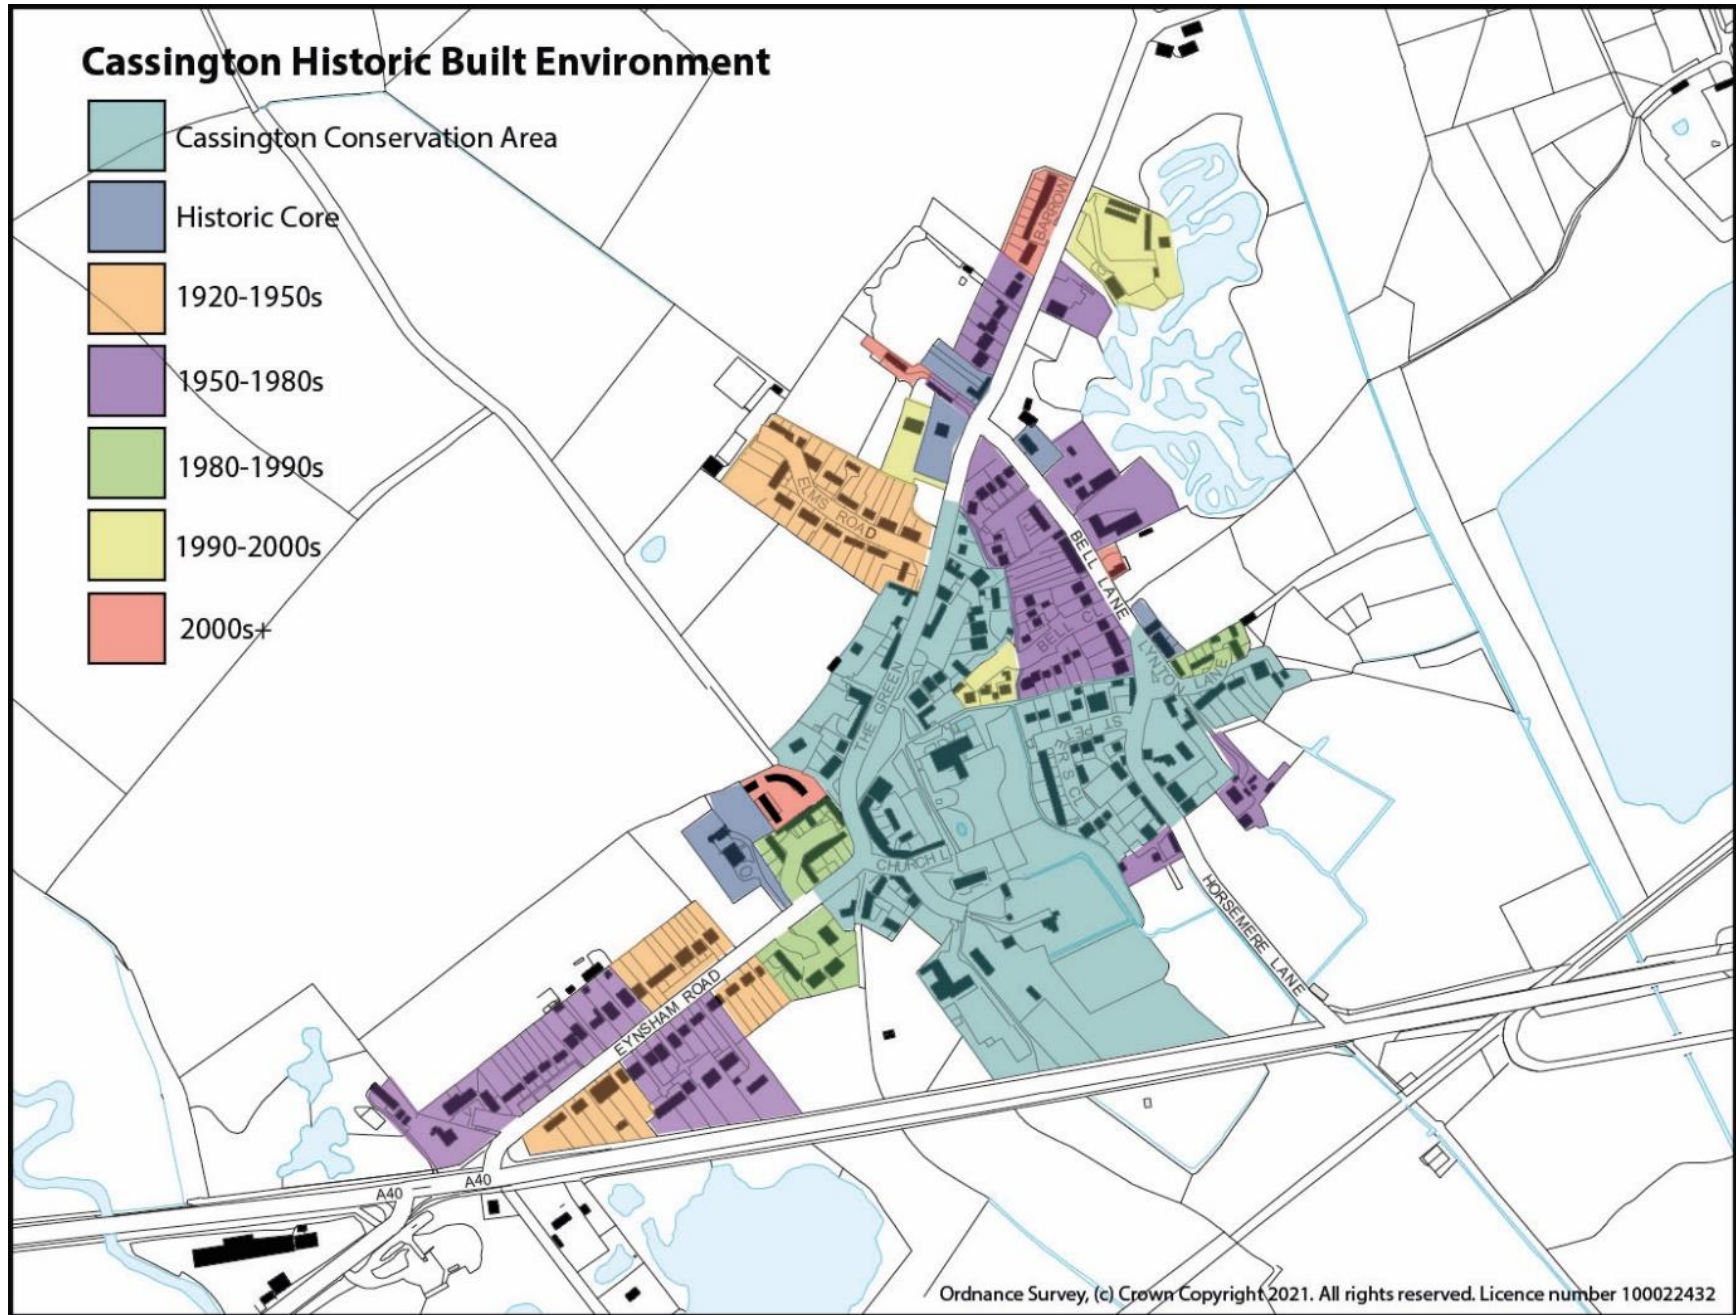 Cassington Historic Built Environment
Cassington Conservation Area
Historic Core
1920-1950s
1950-1980s
1980-1990s
1990-2000s
2000s+
BARROW
ELMS ROAD
BELL LANE
BELL CL
LYNTON LANE
THE GREEN
ST PETER'S CL
CHURCH L
HORSEMERE LANE
EYNSHAM ROAD
A40
A40
Ordnance Survey, (c) Crown Copyright 2021. All rights reserved. Licence number 100022432